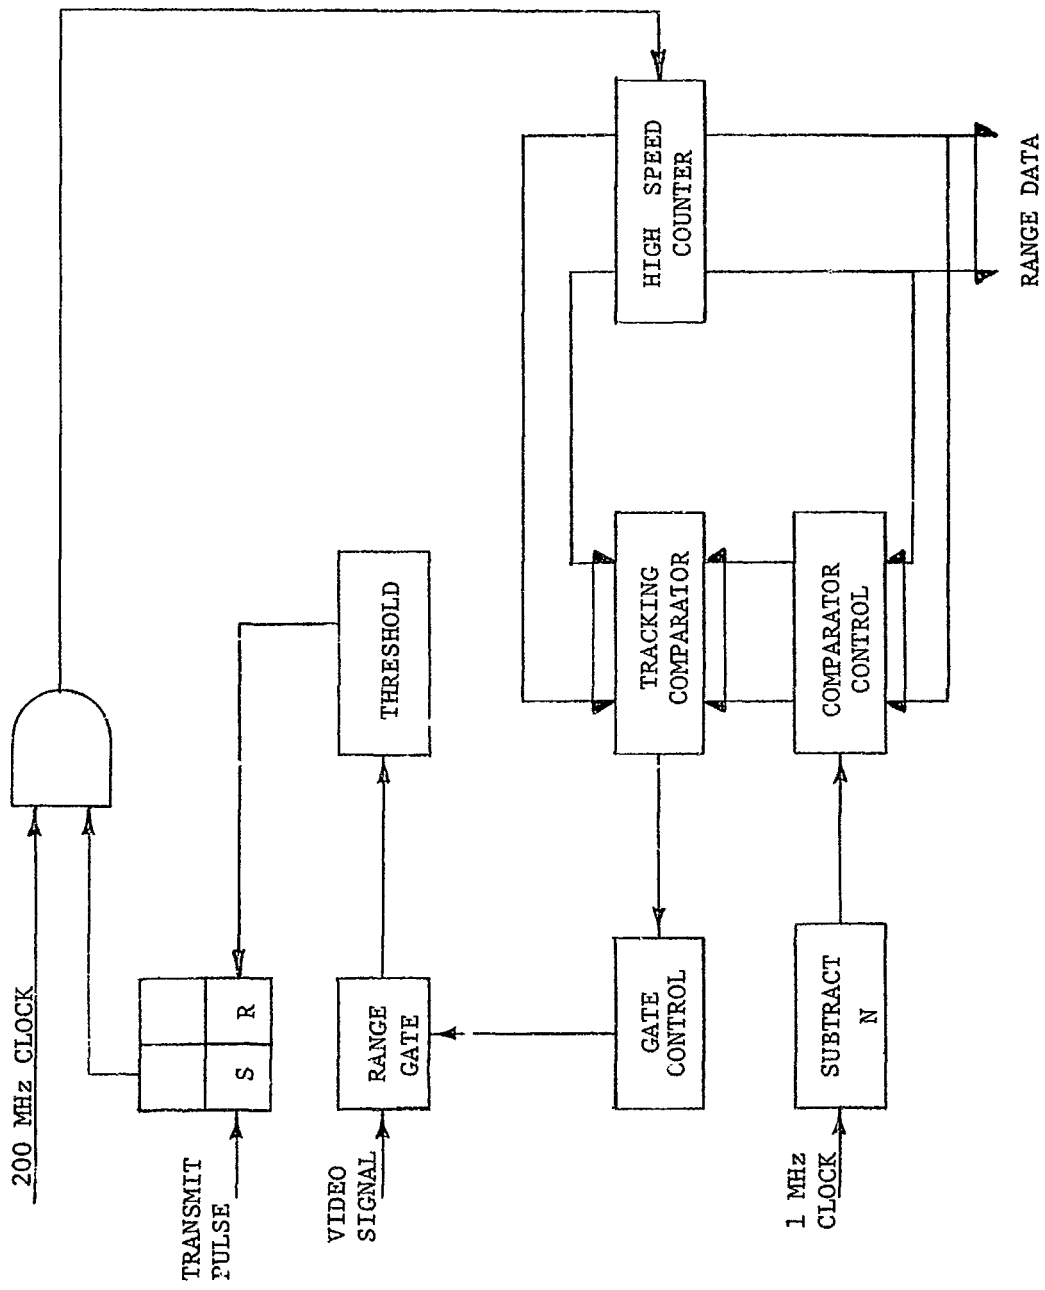 200 MHz CLOCK
TRANSMIT
PULSE
S
R
VIDEO
SIGNAL
RANGE
GATE
THRESHOLD
GATE
CONTROL
TRACKING
COMPARATOR
HIGH SPEED
COUNTER
1 MHz
CLOCK
SUBTRACT
N
COMPARATOR
CONTROL
RANGE DATA